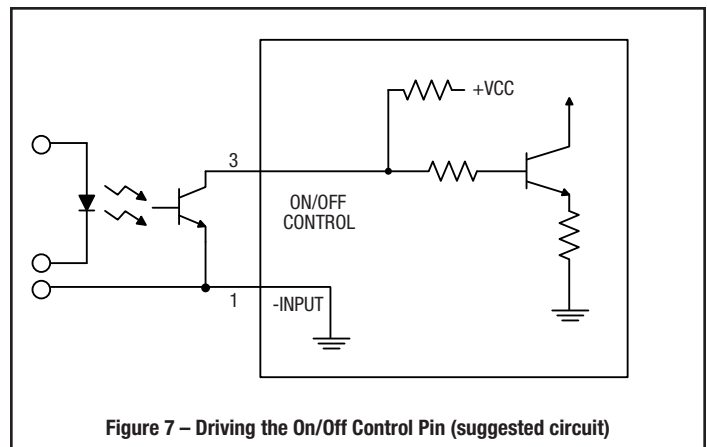 +VCC
3
ON/OFF
CONTROL
1
-INPUT
Figure 7 – Driving the On/Off Control Pin (suggested circuit)